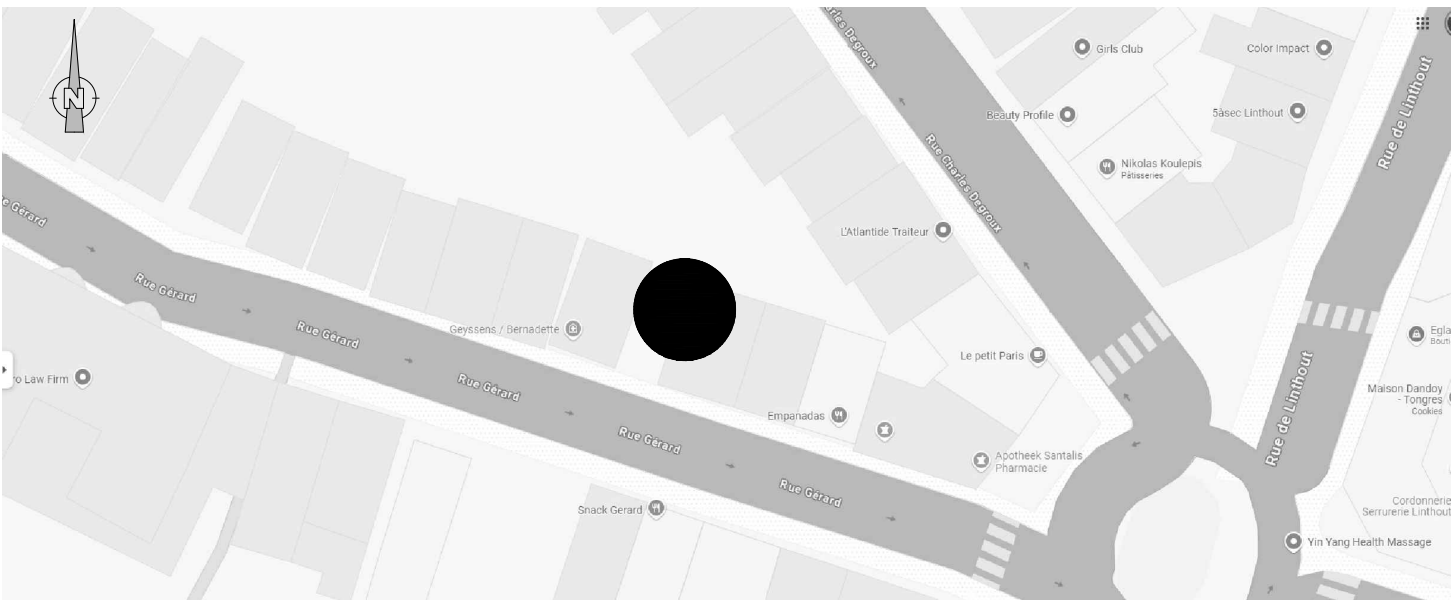 N
Degroux
Girls Club
Color Impact
Beauty Profile
5àsec Linthout
Rue de Linthout
Nikolas Koulepis
Pâtisseries
Rue Charles Degroux
L'Atlantide Traiteur
Gérard
Rue Gérard
Rue Gérard
Geyssens / Bernadette
Rue Gérard
Le petit Paris
Law Firm
Rue Gérard
Empanadas
Maison Dandoy
- Tongres
Cookies
Rue de Linthout
Apotheek Santalis
Pharmacie
Rue Gérard
Snack Gerard
Cordonnerie
Serrurerie Linthout
Yin Yang Health Massage